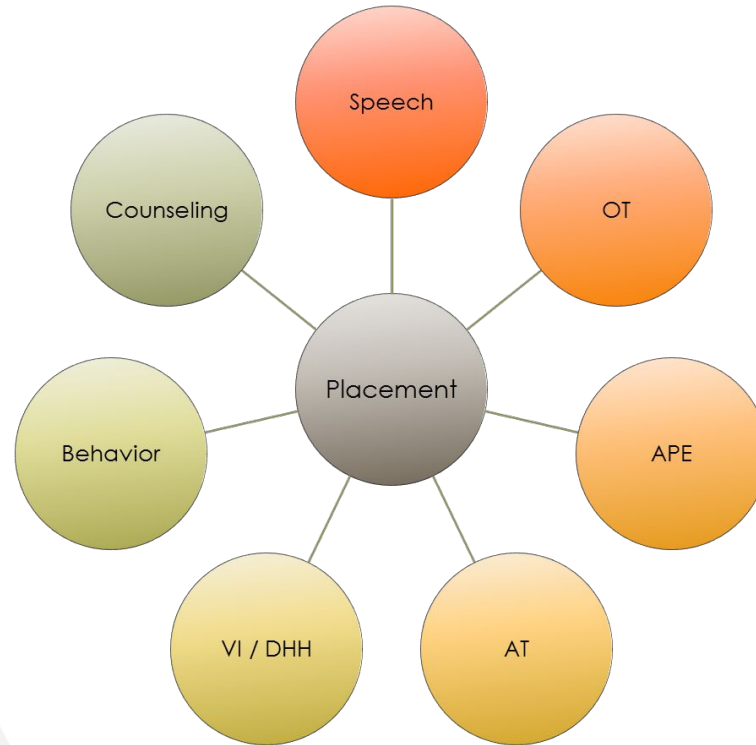 Speech
OT
APE
AT
VI / DHH
Behavior
Counseling
Placement